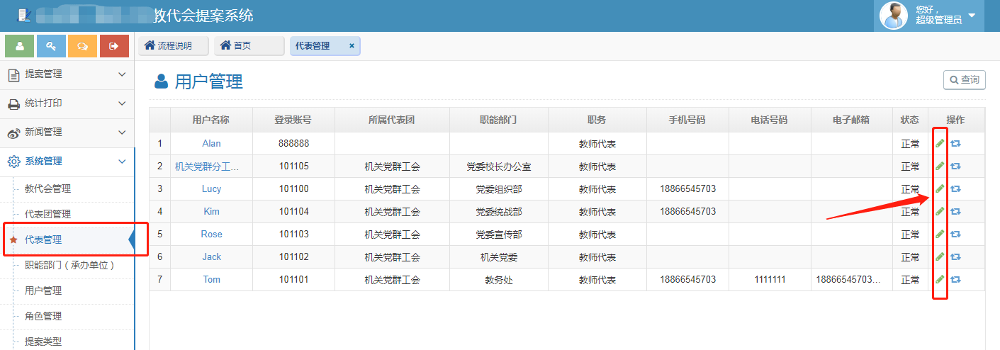 教代会提案系统
您好，
超级管理员
流程说明 首页 代表管理 ×
提案管理
统计打印
新闻管理
系统管理
教代会管理
代表团管理
代表管理
职能部门（承办单位）
用户管理
角色管理
提案类型
用户管理
查询
用户名称 登录账号 所属代表团 职能部门 职务 手机号码 电话号码 电子邮箱 状态 操作
1 Alan 888888 教师代表 正常
2 机关党群分工... 101105 机关党群工会 党委校长办公室 教师代表 正常
3 Lucy 101100 机关党群工会 党委组织部 教师代表 18866545703 正常
4 Kim 101104 机关党群工会 党委统战部 教师代表 18866545703 正常
5 Rose 101103 机关党群工会 党委宣传部 教师代表 正常
6 Jack 101102 机关党群工会 机关党委 教师代表 正常
7 Tom 101101 机关党群工会 教务处 教师代表 18866545703 1111111 18866545703... 正常